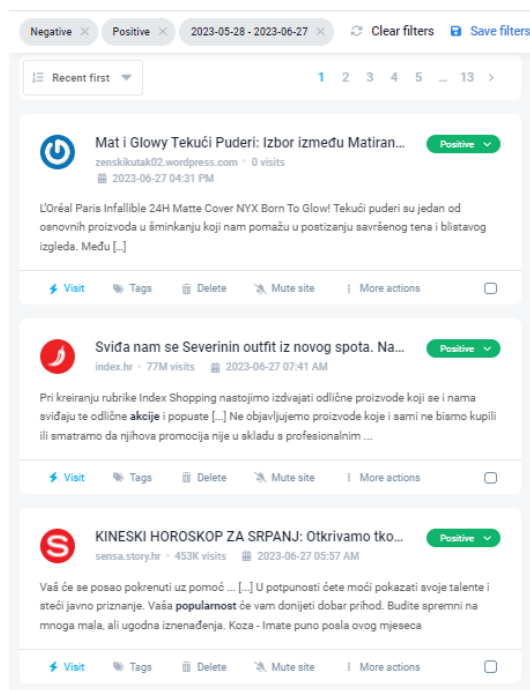 Negative × Positive × 2023-05-28 - 2023-06-27 × Clear filters Save filters
Recent first 1 2 3 4 5 ... 13 >
Mat i Glowy Tekući Puderi: Izbor između Matiran... Positive
zenskikutak02.wordpress.com • 0 visits
2023-06-27 04:31 PM
L'Oréal Paris Infallible 24H Matte Cover NYX Born To Glow! Tekući puderi su jedan od
osnovnih proizvoda u šminkanju koji nam pomažu u postizanju savršenog tena i blistavog
izgleda. Među [...]
Visit Tags Delete Mute site More actions
Sviđa nam se Severinin outfit iz novog spota. Na... Positive
index.hr • 77M visits 2023-06-27 07:41 AM
Pri kreiranju rubrike Index Shopping nastojimo izdvajati odlične proizvode koji se i nama
sviđaju te odlične akcije i popuste [...] Ne objavljujemo proizvode koje i sami ne bismo kupili
ili smatramo da njihova promocija nije u skladu s profesionalnim ...
Visit Tags Delete Mute site More actions
S KINESKI HOROSKOP ZA SRPANJ: Otkrivamo tko... Positive
sensa.story.hr • 453K visits 2023-06-27 05:57 AM
Vaš će se posao pokrenuti uz pomoć ... [...] U potpunosti ćete moći pokazati svoje talente i
steći javno priznanje. Vaša popularnost će vam donijeti dobar prihod. Budite spremni na
mnoga mala, ali ugodna iznenađenja. Koza - Imate puno posla ovog mjeseca
Visit Tags Delete Mute site More actions